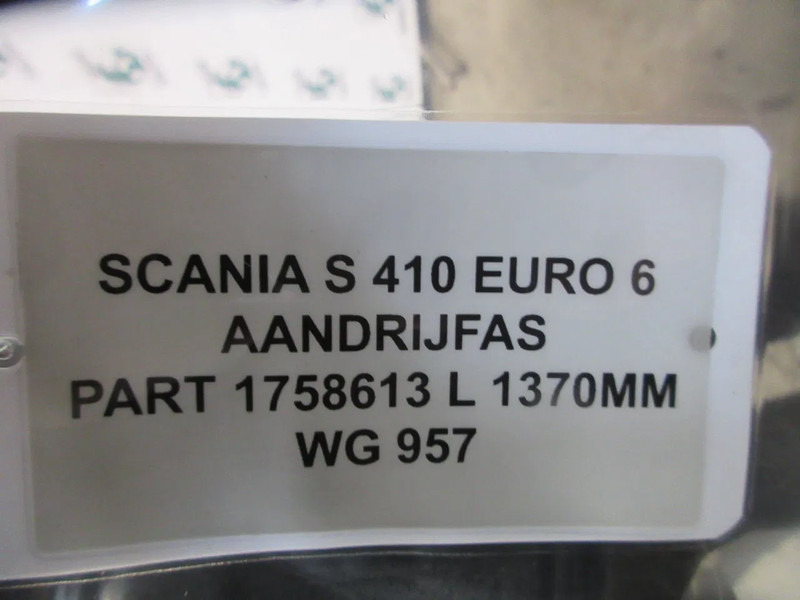 SCANIA S 410 EURO 6
AANDRIJFAS
PART 1758613 L 1370MM
WG 957